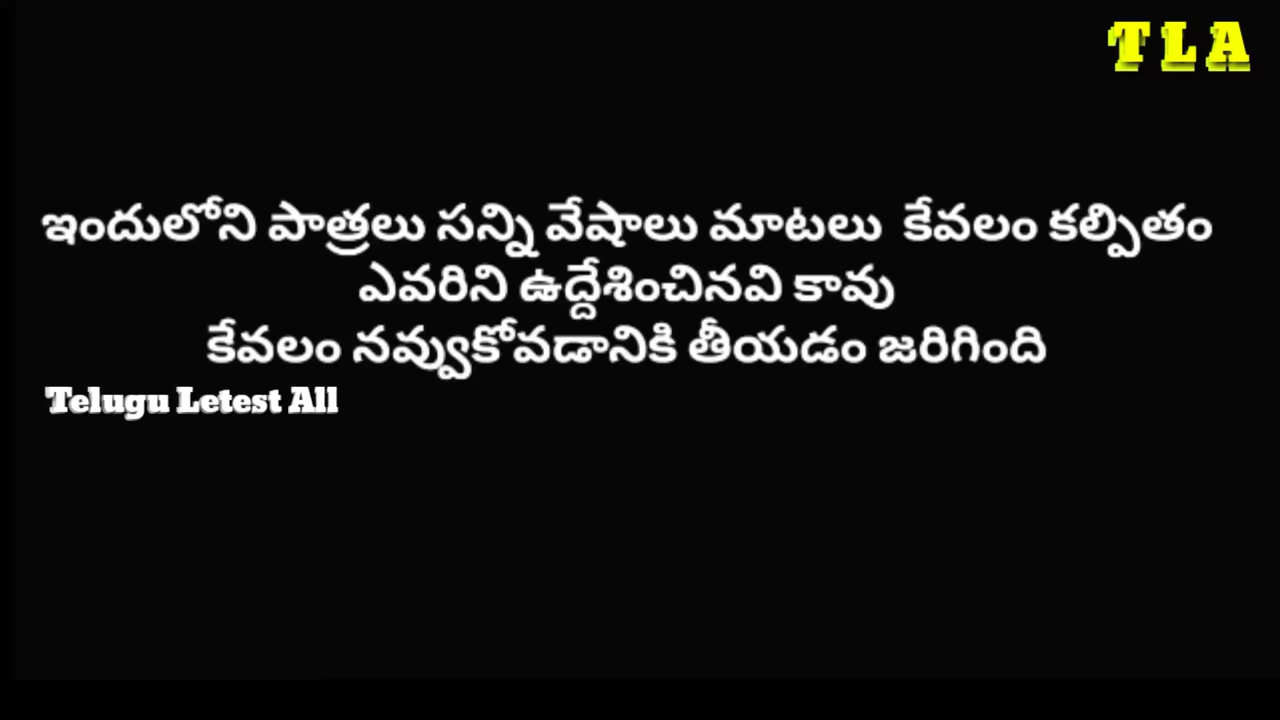 TLA
ఇందులోని పాత్రలు సన్ని వేషాలు మాటలు కేవలం కల్పితం
ఎవరిని ఉద్దేశించినవి కావు
కేవలం నవ్వుకోవడానికి తీయడం జరిగింది
Telugu Letest All